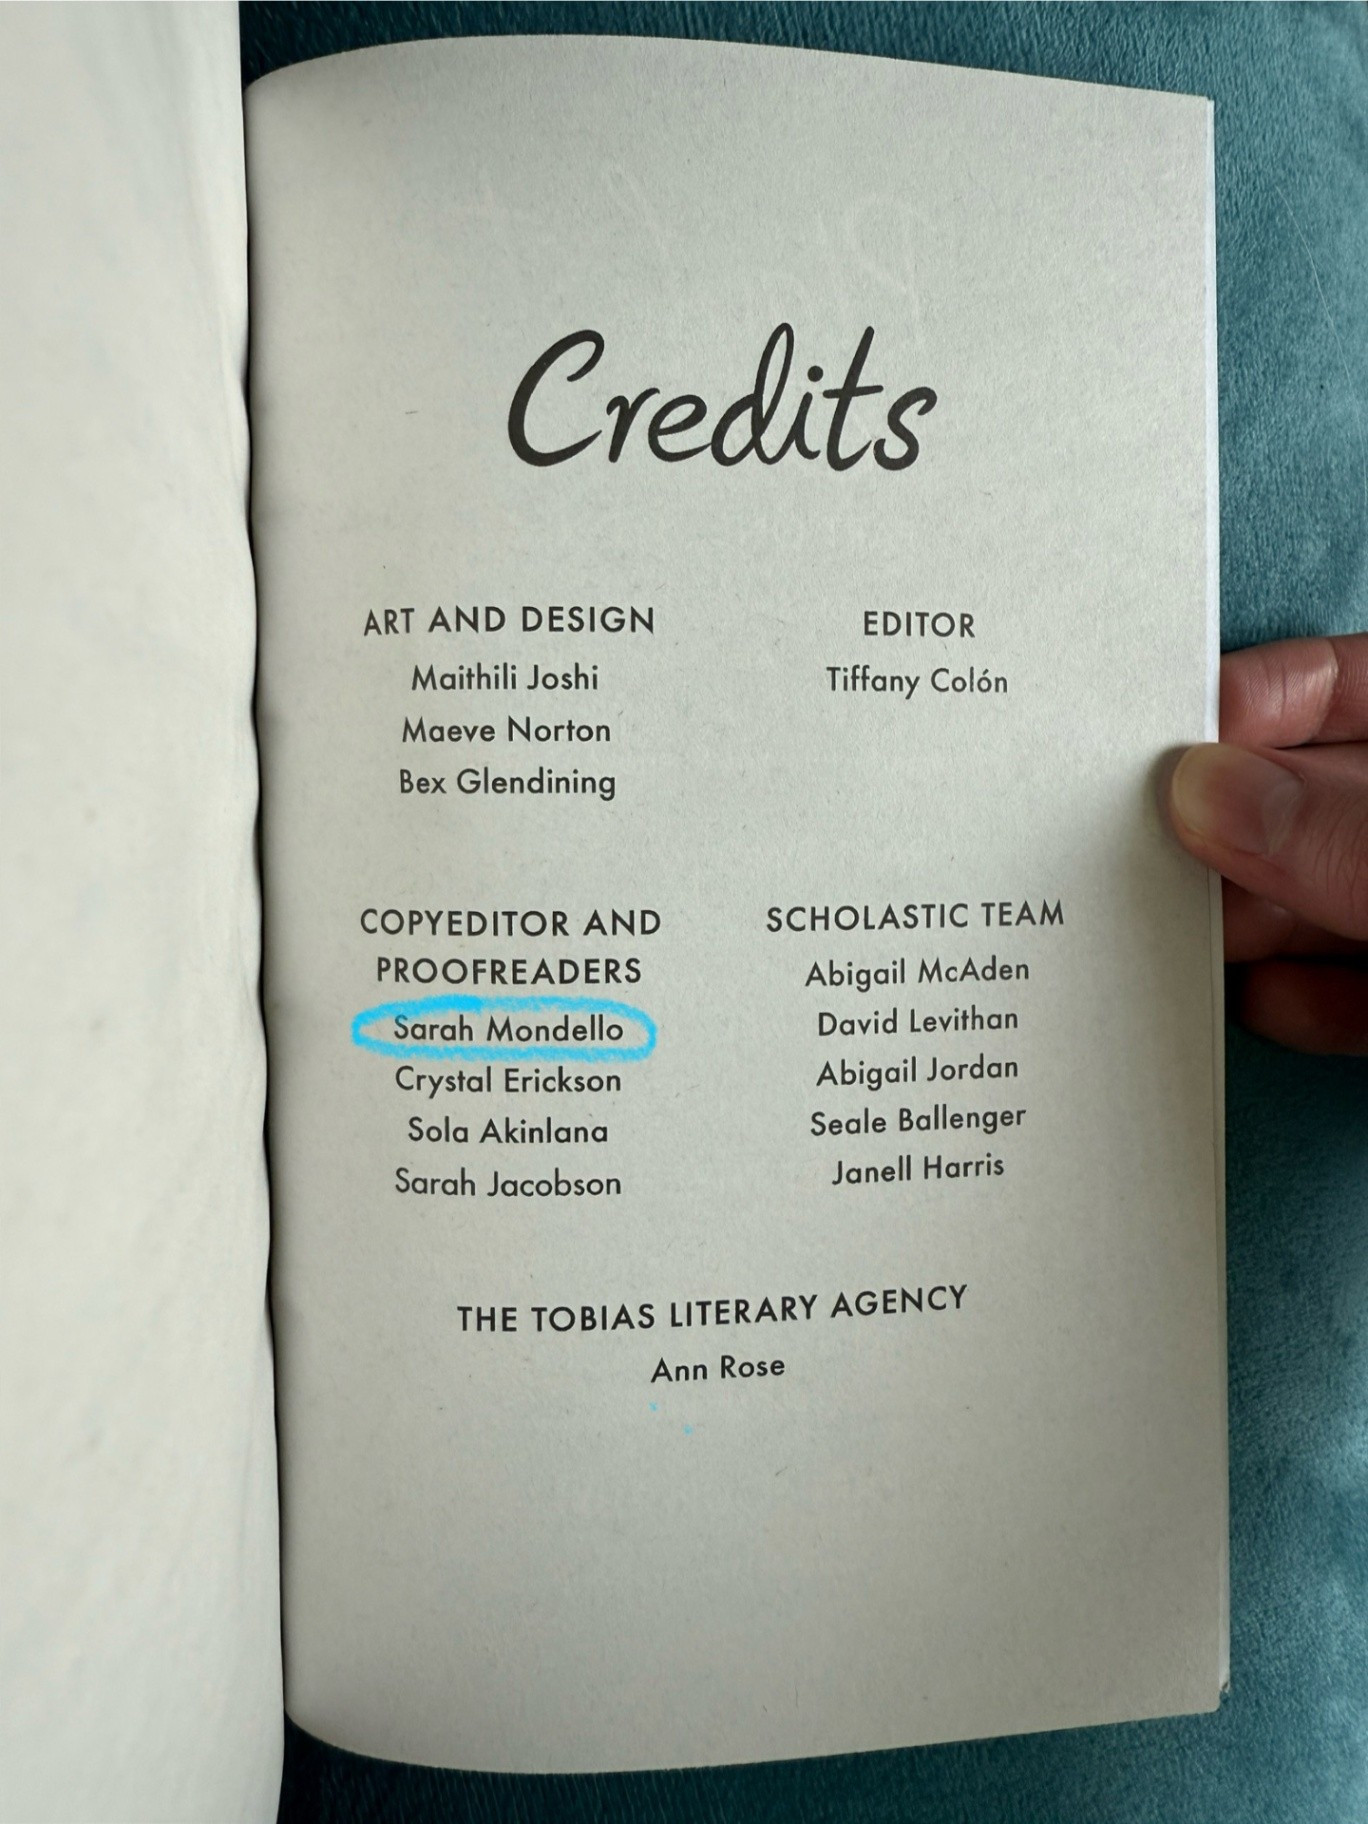 Credits
ART AND DESIGN
Maithili Joshi
Maeve Norton
Bex Glendining
EDITOR
Tiffany Colón
COPYEDITOR AND
PROOFREADERS
Sarah Mondello
Crystal Erickson
Sola Akinlana
Sarah Jacobson
SCHOLASTIC TEAM
Abigail McAden
David Levithan
Abigail Jordan
Seale Ballenger
Janell Harris
THE TOBIAS LITERARY AGENCY
Ann Rose